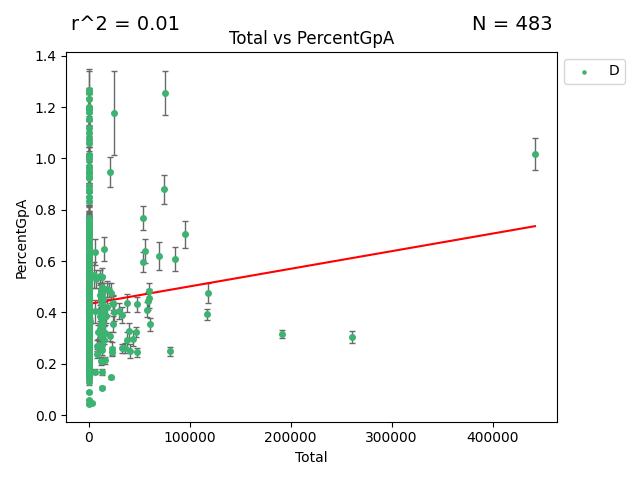 r^2 = 0.01
N = 483
Total vs PercentGpA
D
1.4
1.2
1.0
0.8
0.6
0.4
0.2
0.0
PercentGpA
0
100000
200000
300000
400000
Total